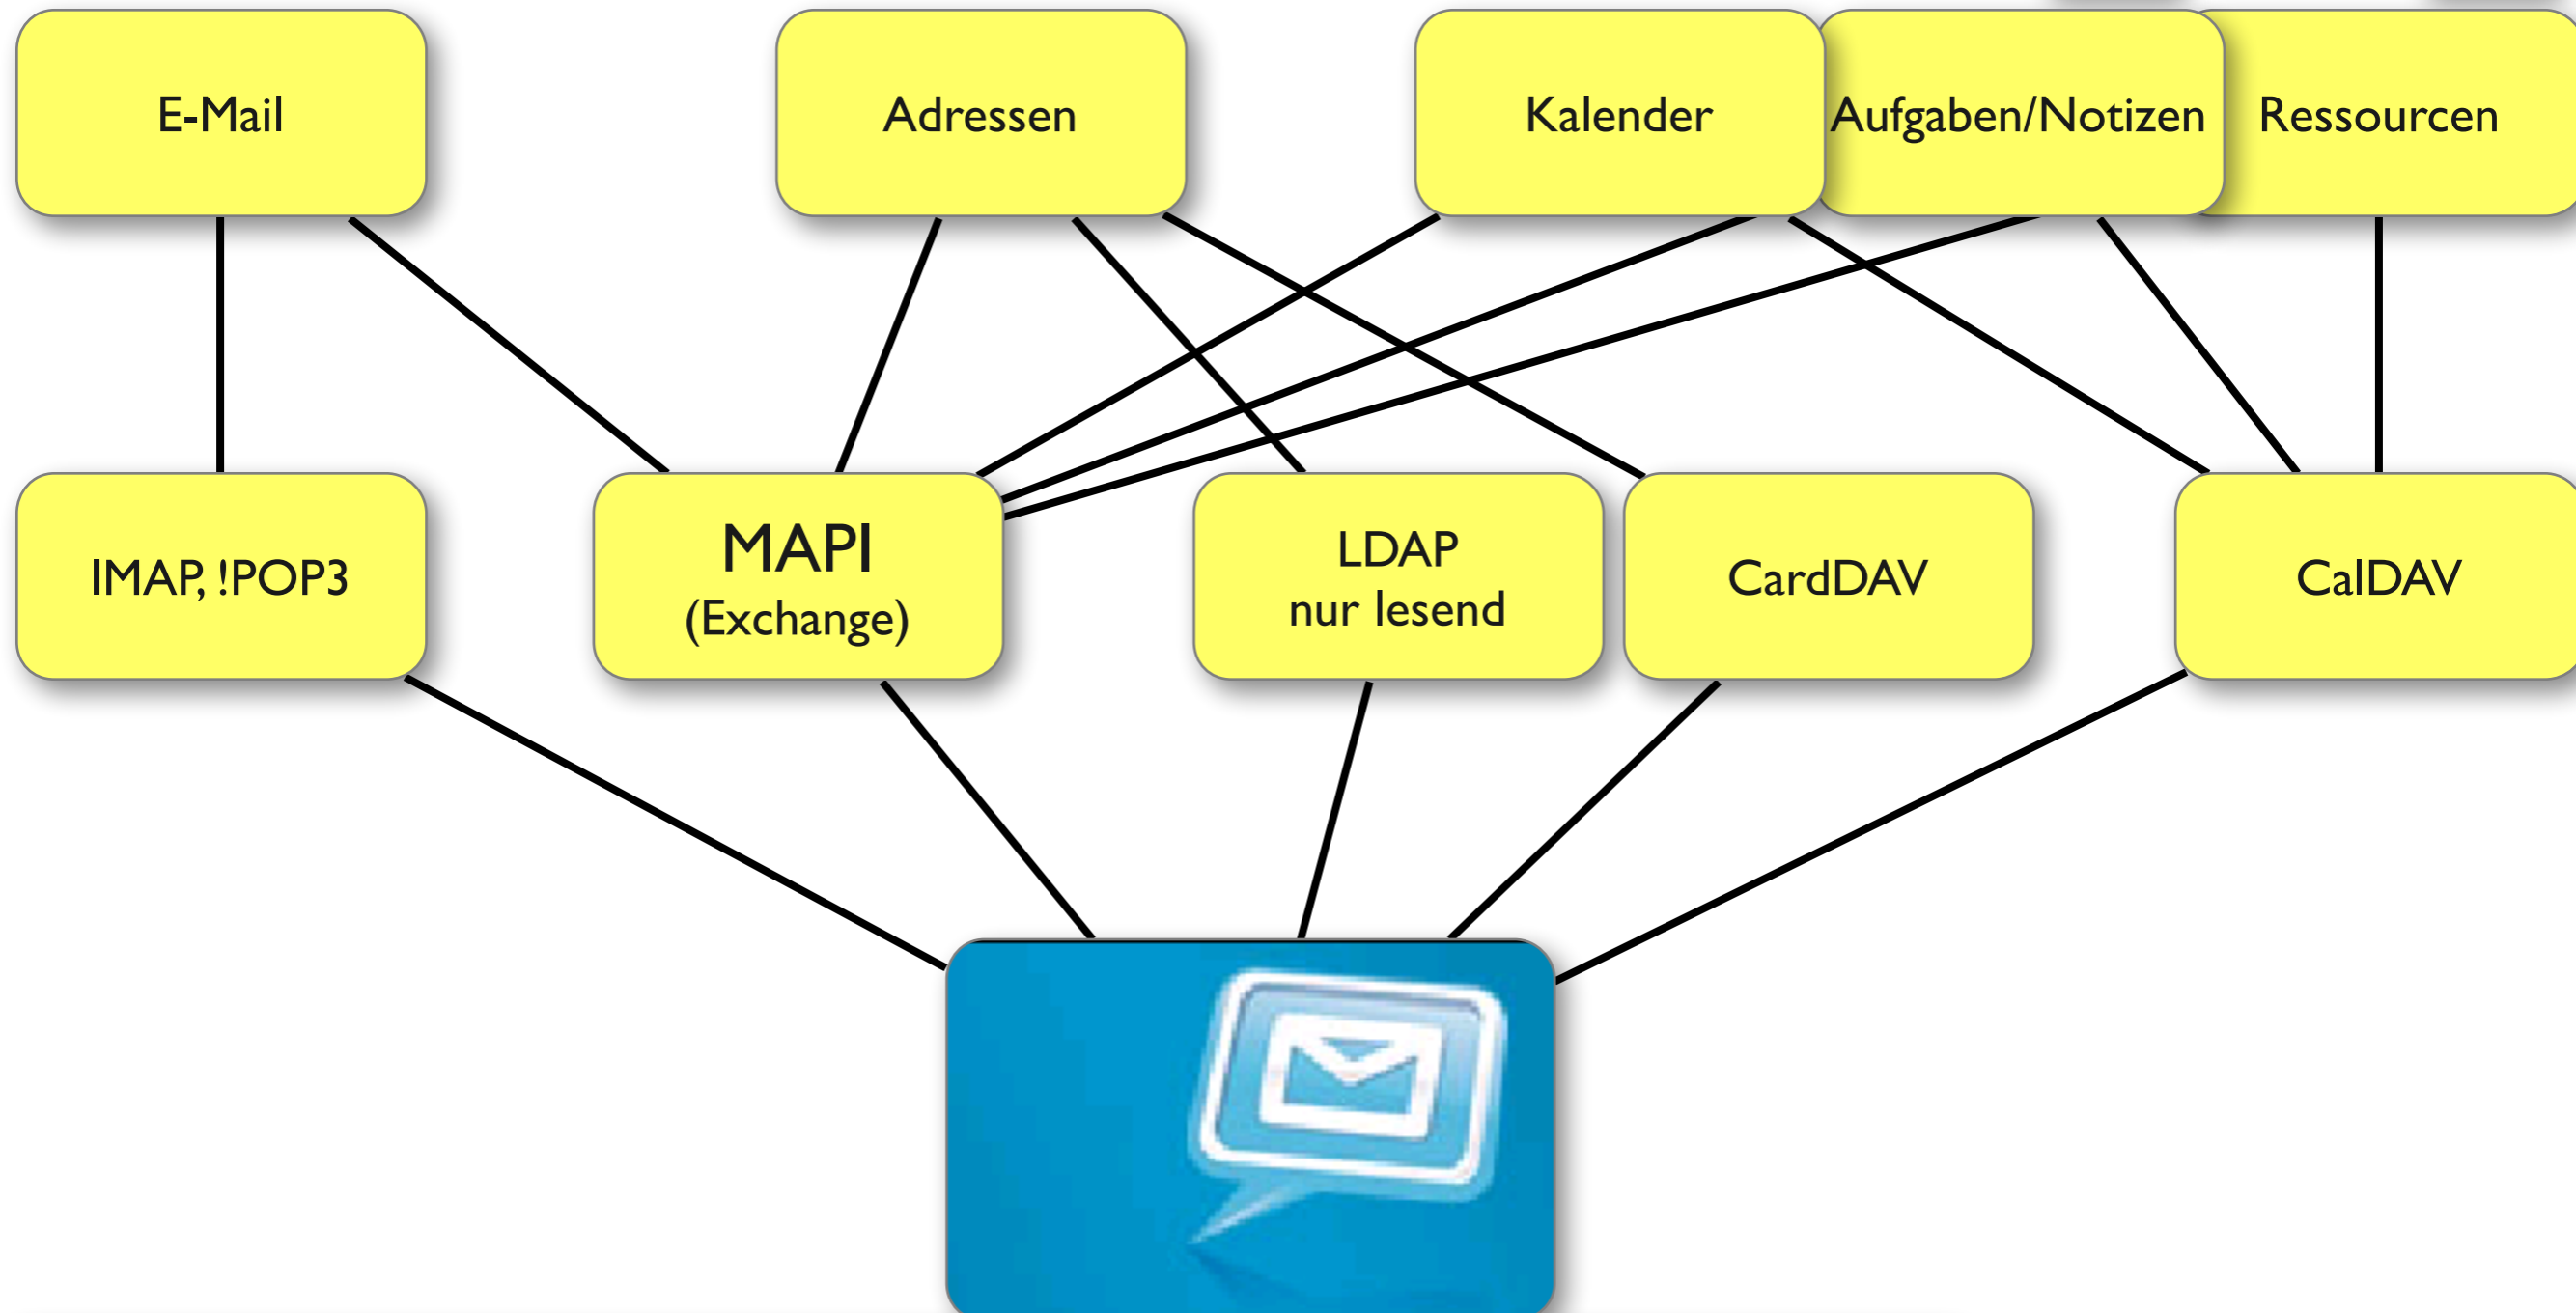 E-Mail
Adressen
Kalender
Aufgaben/Notizen
Ressourcen
IMAP, !POP3
MAPI
(Exchange)
LDAP
nur lesend
CardDAV
CalDAV